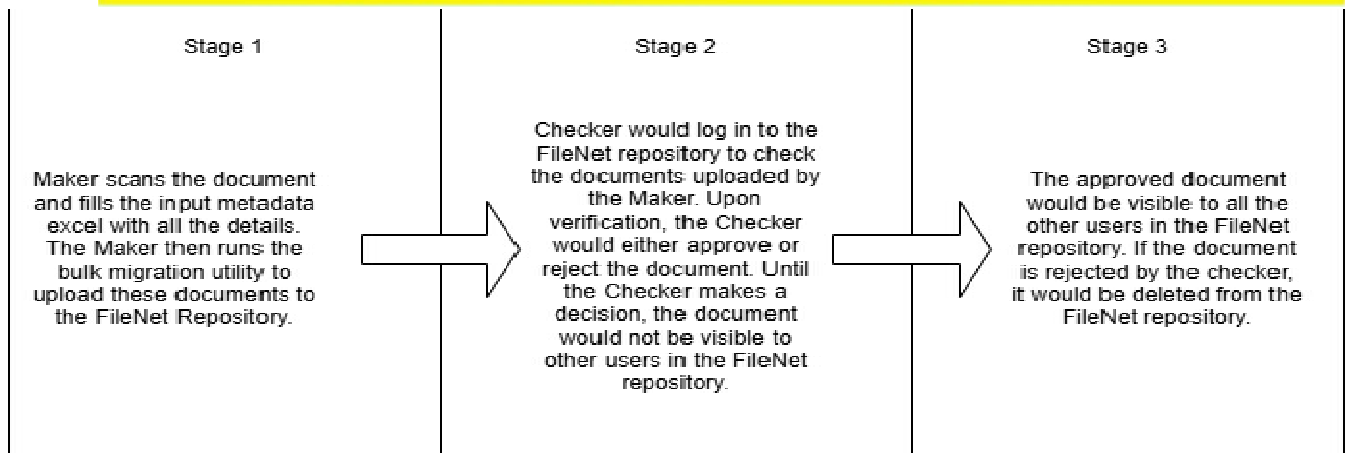 Stage 1
Maker scans the document
and fills the input metadata
excel with all the details.
The Maker then runs the
bulk migration utility to
upload these documents to
the FileNet Repository.
Stage 2
Checker would log in to the
FileNet repository to check
the documents uploaded by
the Maker. Upon
verification, the Checker
would either approve or
reject the document. Until
the Checker makes a
decision, the document
would not be visible to
other users in the FileNet
repository.
Stage 3
The approved document
would be visible to all the
other users in the FileNet
repository. If the document
is rejected by the checker,
it would be deleted from the
FileNet repository.